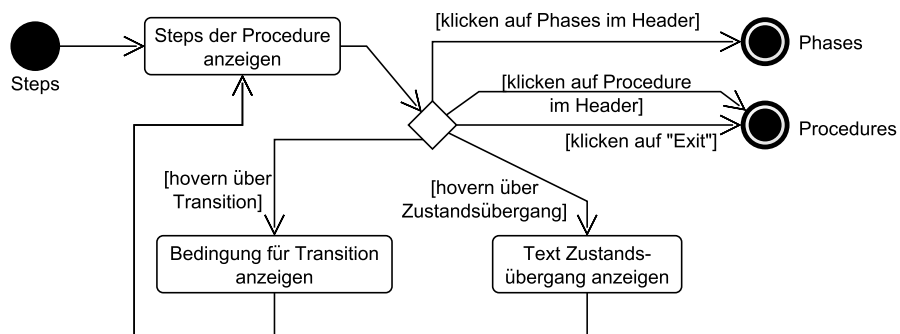 Steps
Steps der Procedure
anzeigen
[klicken auf Phases im Header]
Phases
[klicken auf Procedure
im Header]
Procedures
[klicken auf "Exit"]
[hovern über
Transition]
[hovern über
Zustandsübergang]
Bedingung für Transition
anzeigen
Text Zustands-
übergang anzeigen